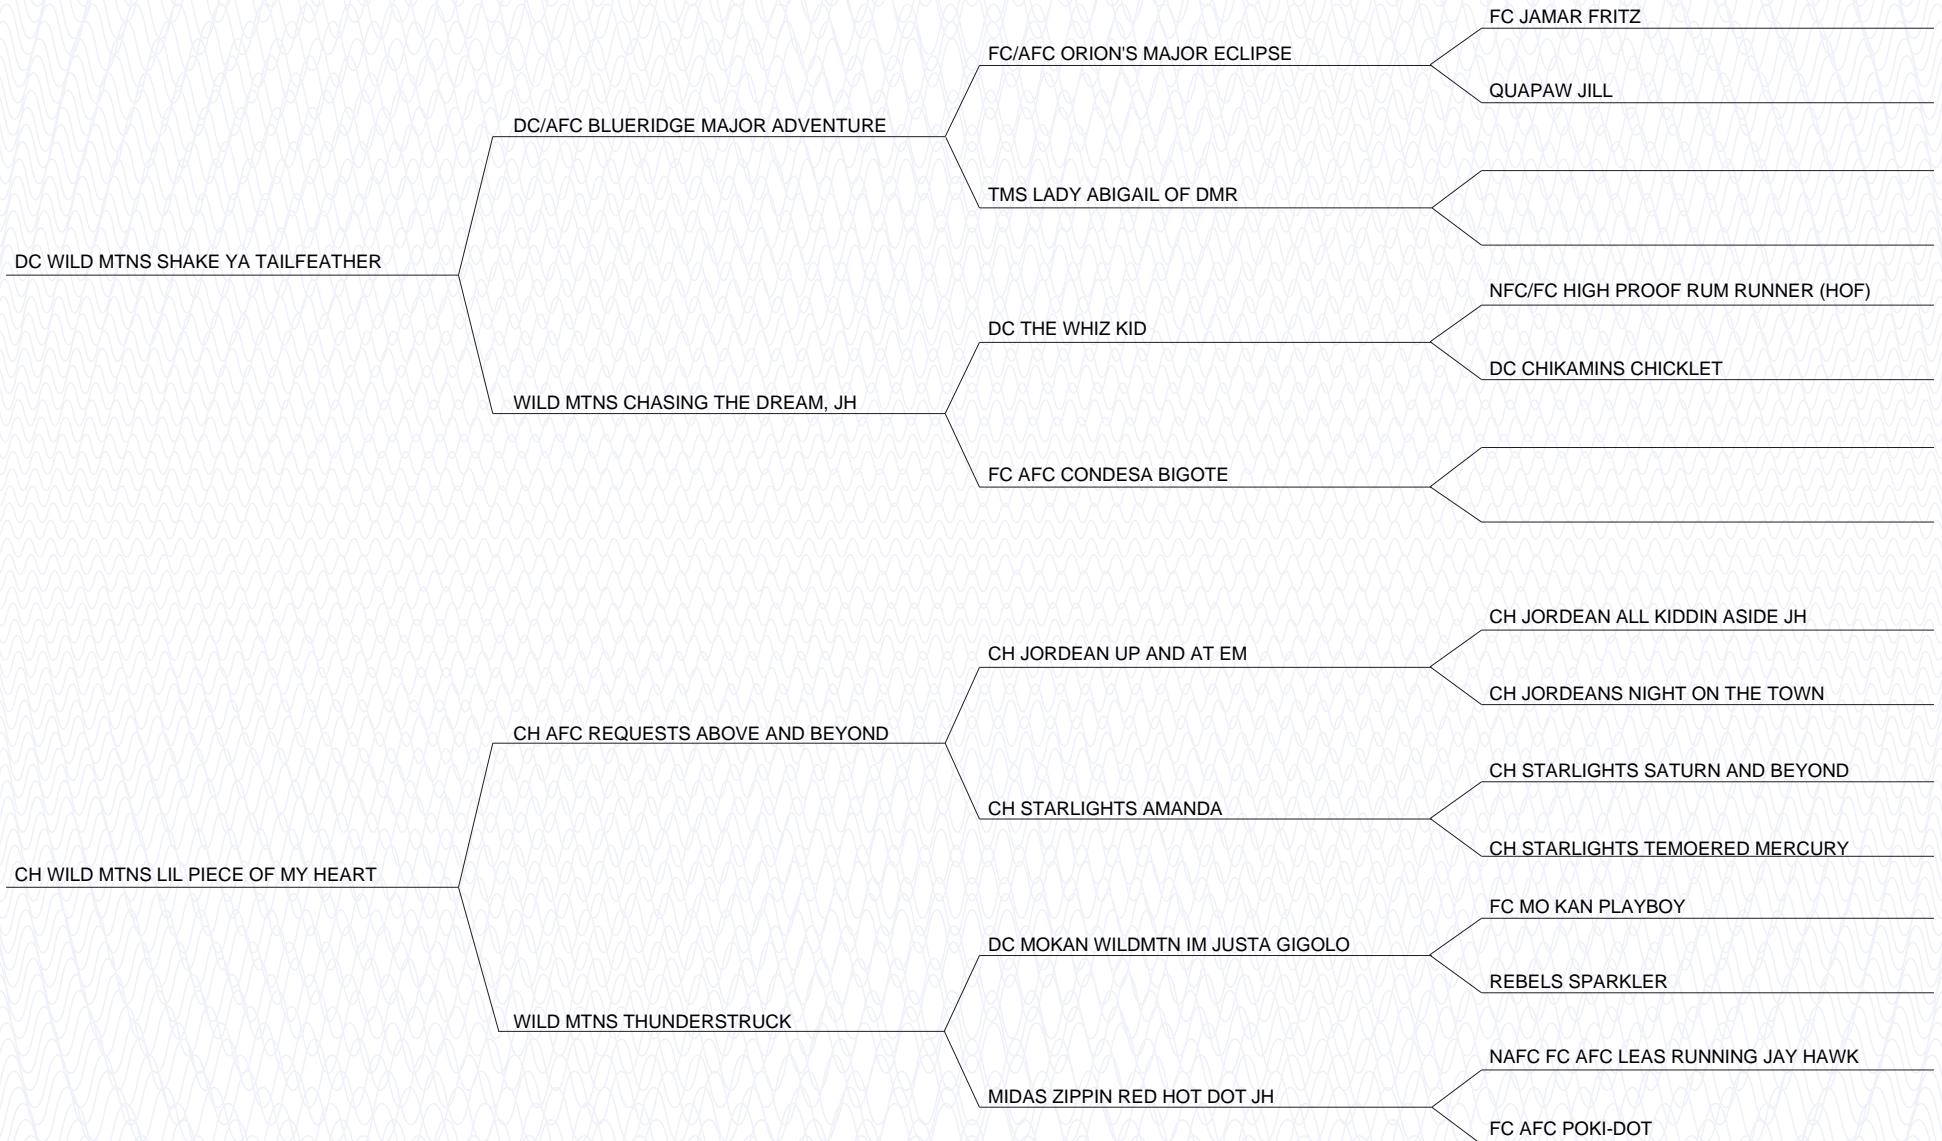 FC JAMAR FRITZ
FC/AFC ORION'S MAJOR ECLIPSE
QUAPAW JILL
DC/AFC BLUERIDGE MAJOR ADVENTURE
TMS LADY ABIGAIL OF DMR
DC WILD MTNS SHAKE YA TAILFEATHER
NFC/FC HIGH PROOF RUM RUNNER (HOF)
DC THE WHIZ KID
DC CHIKAMINS CHICKLET
WILD MTNS CHASING THE DREAM, JH
FC AFC CONDESA BIGOTE
CH JORDEAN ALL KIDDIN ASIDE JH
CH JORDEAN UP AND AT EM
CH JORDEANS NIGHT ON THE TOWN
CH AFC REQUESTS ABOVE AND BEYOND
CH STARLIGHTS SATURN AND BEYOND
CH STARLIGHTS AMANDA
CH STARLIGHTS TEMOERED MERCURY
CH WILD MTNS LIL PIECE OF MY HEART
FC MO KAN PLAYBOY
DC MOKAN WILDMTN IM JUSTA GIGOLO
REBELS SPARKLER
WILD MTNS THUNDERSTRUCK
NAFC FC AFC LEAS RUNNING JAY HAWK
MIDAS ZIPPIN RED HOT DOT JH
FC AFC POKI-DOT